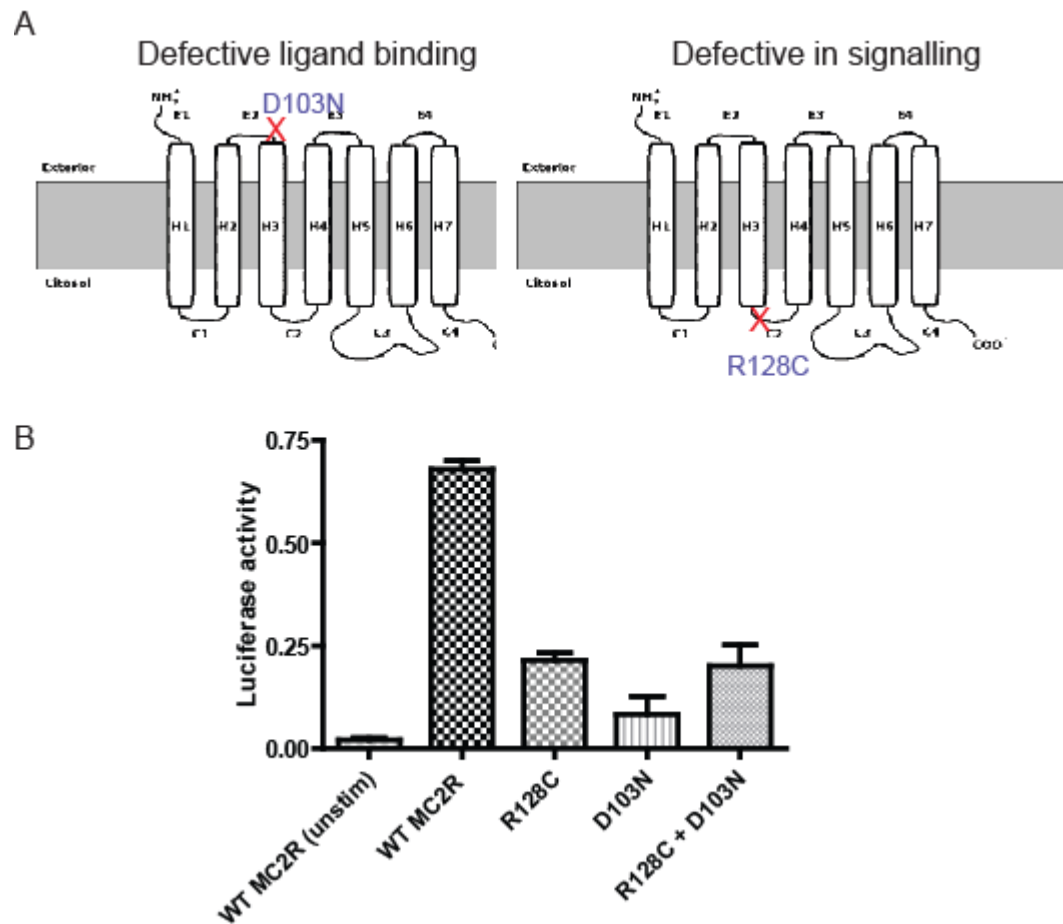 A
Defective ligand binding
Defective in signalling
NH₃⁺
D103N
E1
E2
E3
E4
Exterior
H1
H2
H3
H4
H5
H6
H7
Citosol
C1
C2
C3
C4
NH₃⁺
E1
E2
E3
E4
Exterior
H1
H2
H3
H4
H5
H6
H7
Citosol
C1
C2
C3
C4
COO⁻
R128C
B
0.75
0.50
0.25
0.00
Luciferase activity
WT MC2R (unstim)
WT MC2R
R128C
D103N
R128C + D103N